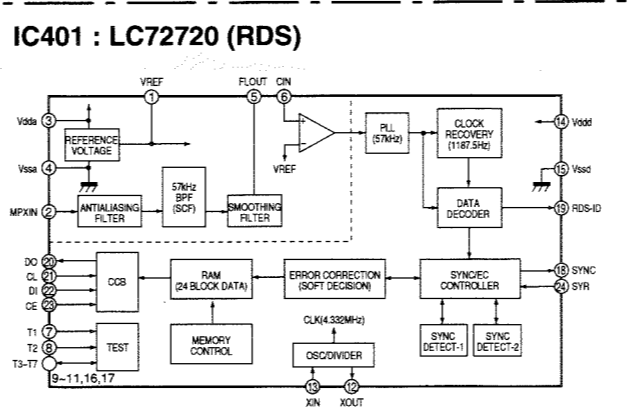 IC401 : LC72720 (RDS)
VREF
FLOUT
CIN
1
5
6
Vdda
3
REFERENCE
VOLTAGE
Vssa
4
VREF
PLL
(57kHz)
CLOCK
RECOVERY
(1187.5Hz)
14
Vddd
15
Vssd
MPXIN
2
ANTIALIASING
FILTER
57kHz
BPF
(SCF)
SMOOTHING
FILTER
DATA
DECODER
19
RDS-ID
DO
20
CL
21
DI
22
CE
23
CCB
RAM
(24 BLOCK DATA)
ERROR CORRECTION
(SOFT DECISION)
SYNC/EC
CONTROLLER
18
SYNC
24
SYR
T1
7
T2
8
T3~T7
9~11,16,17
TEST
MEMORY
CONTROL
CLK(4.332MHz)
OSC/DIVIDER
SYNC
DETECT-1
SYNC
DETECT-2
13
12
XIN
XOUT